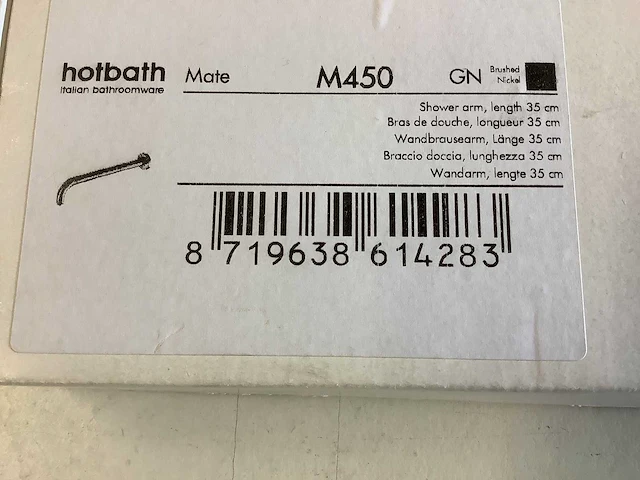 hotbath Mate M450 GN Brushed Nickel
Italian bathroomware
Shower arm, length 35 cm
Bras de douche, longueur 35 cm
Wandbrausearm, Länge 35 cm
Braccio doccia, lunghezza 35 cm
Wandarm, lengte 35 cm
8 719638 614283